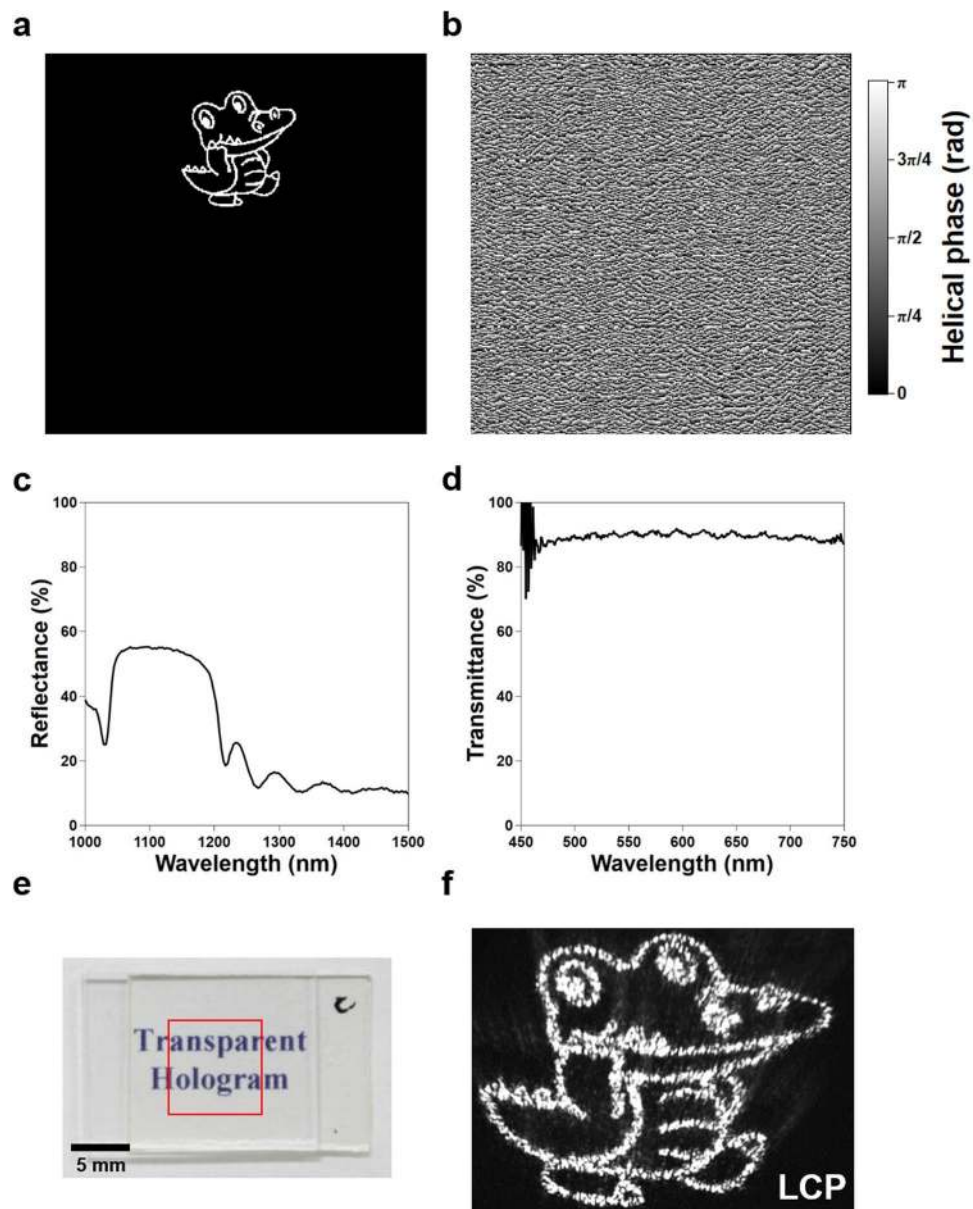 a
b
π
3π/4
π/2
π/4
0
Helical phase (rad)
c
d
100
80
60
40
20
0
Reflectance (%)
1000
1100
1200
1300
1400
1500
Wavelength (nm)
100
80
60
40
20
0
Transmittance (%)
450
500
550
600
650
700
750
Wavelength (nm)
e
f
Transparent
Hologram
5 mm
LCP